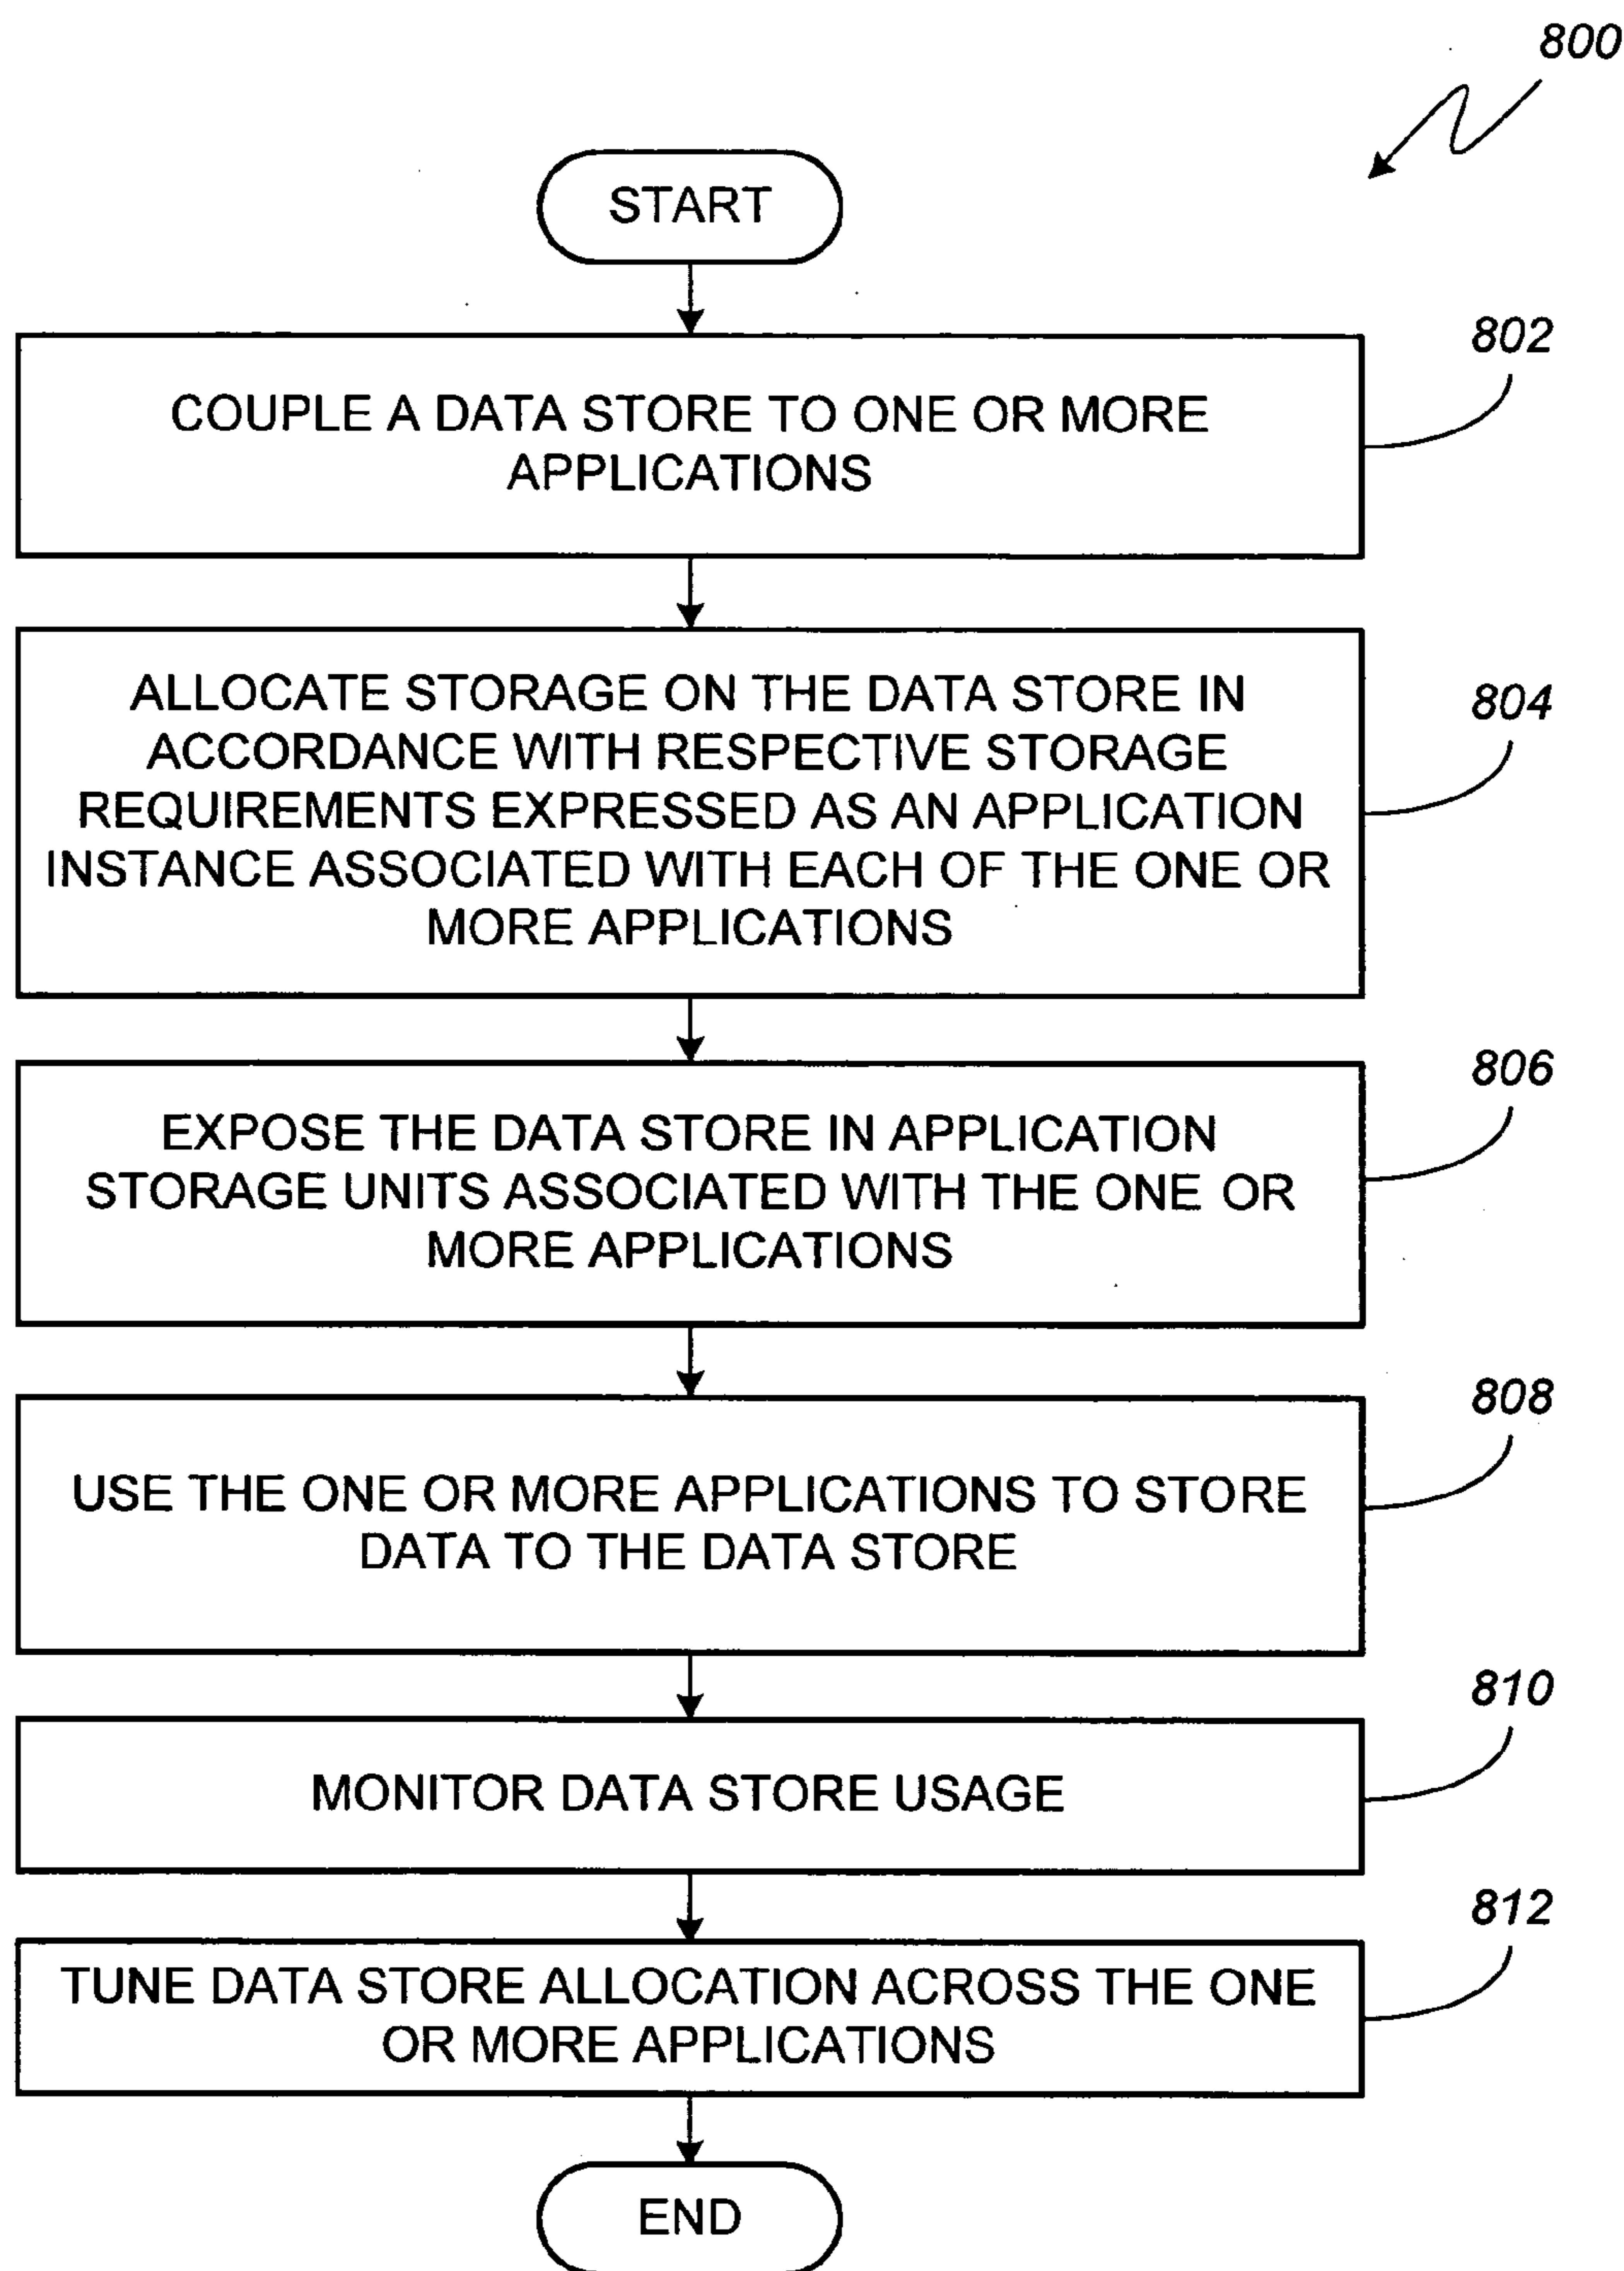 800
START
802
COUPLE A DATA STORE TO ONE OR MORE
APPLICATIONS
804
ALLOCATE STORAGE ON THE DATA STORE IN
ACCORDANCE WITH RESPECTIVE STORAGE
REQUIREMENTS EXPRESSED AS AN APPLICATION
INSTANCE ASSOCIATED WITH EACH OF THE ONE OR
MORE APPLICATIONS
806
EXPOSE THE DATA STORE IN APPLICATION
STORAGE UNITS ASSOCIATED WITH THE ONE OR
MORE APPLICATIONS
808
USE THE ONE OR MORE APPLICATIONS TO STORE
DATA TO THE DATA STORE
810
MONITOR DATA STORE USAGE
812
TUNE DATA STORE ALLOCATION ACROSS THE ONE
OR MORE APPLICATIONS
END